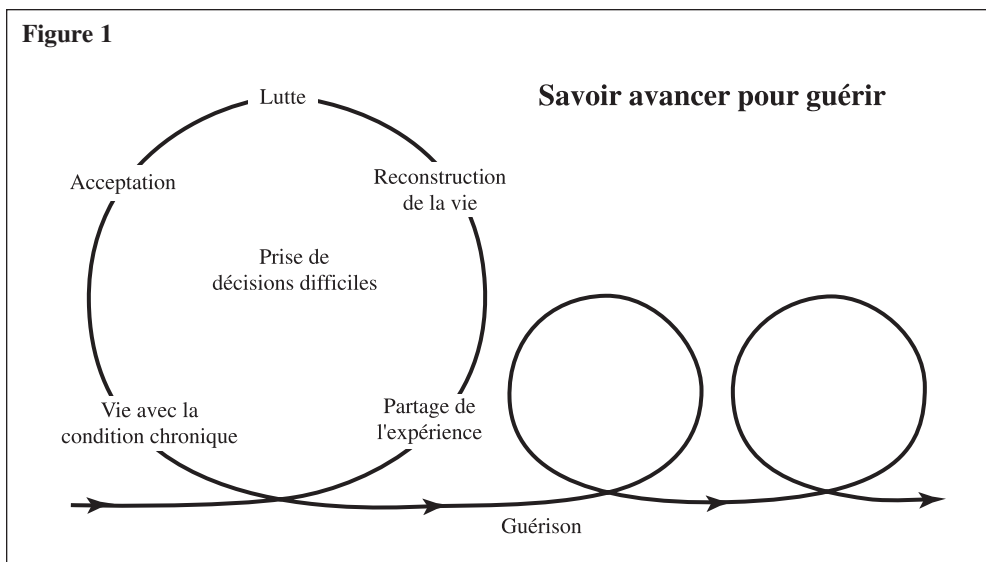 Figure 1
Savoir avancer pour guérir
Lutte
Acceptation
Reconstruction
de la vie
Prise de
décisions difficiles
Vie avec la
condition chronique
Partage de
l'expérience
Guérison